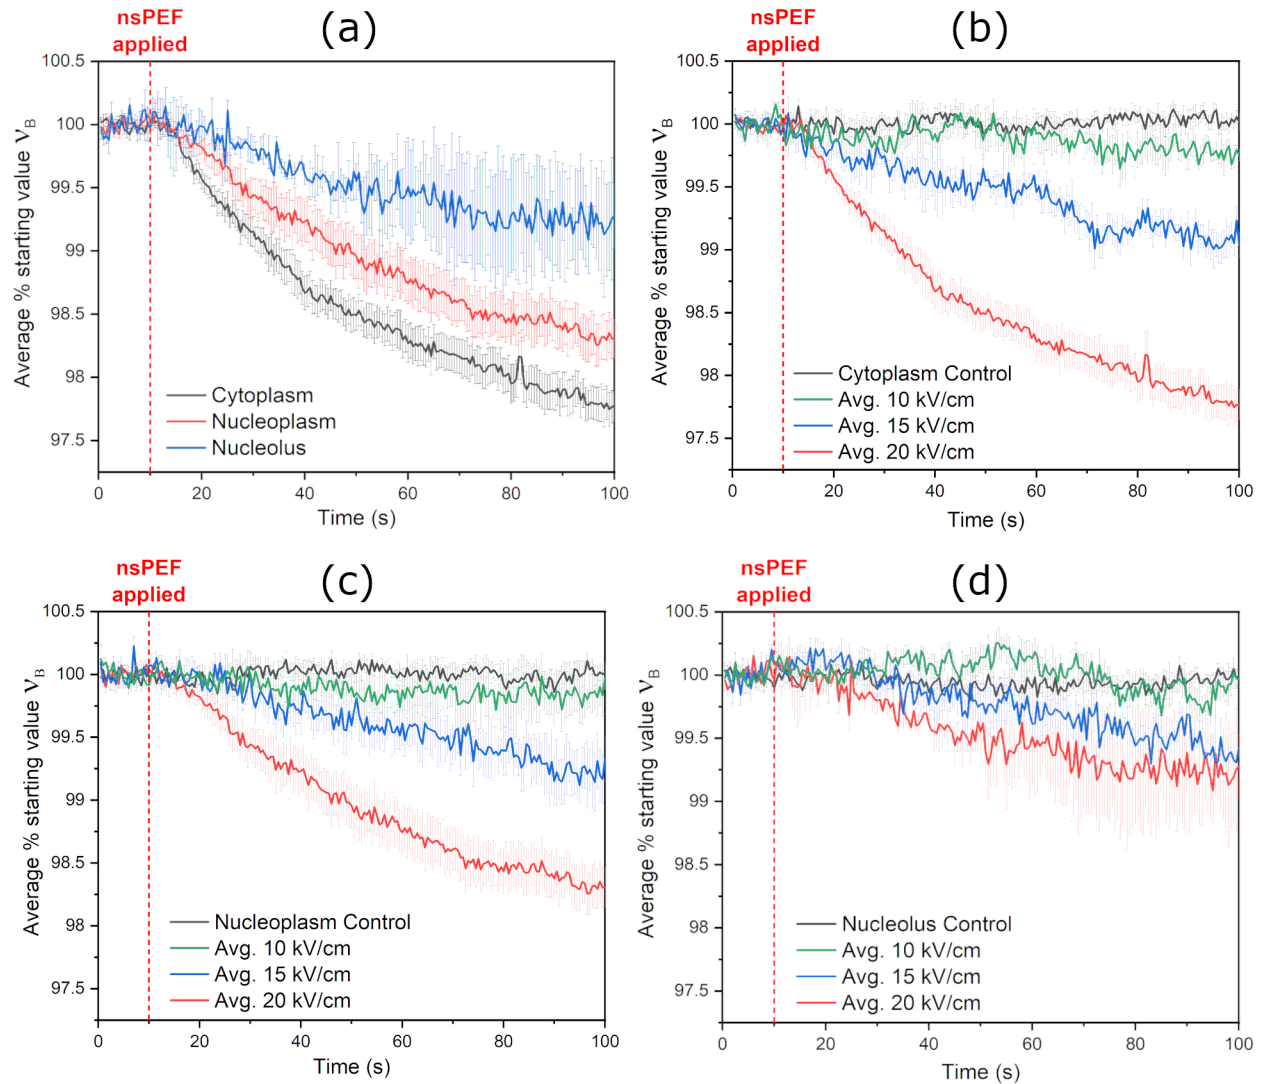 nsPEF
applied
(a)
100.5
100
99.5
99
98.5
98
97.5
Average % starting value νB
Cytoplasm
Nucleoplasm
Nucleolus
0 20 40 60 80 100
Time (s)
nsPEF
applied
(b)
100.5
100
99.5
99
98.5
98
97.5
Average % starting value νB
Cytoplasm Control
Avg. 10 kV/cm
Avg. 15 kV/cm
Avg. 20 kV/cm
0 20 40 60 80 100
Time (s)
nsPEF
applied
(c)
100.5
100
99.5
99
98.5
98
97.5
Average % starting value νB
Nucleoplasm Control
Avg. 10 kV/cm
Avg. 15 kV/cm
Avg. 20 kV/cm
0 20 40 60 80 100
Time (s)
nsPEF
applied
(d)
100.5
100
99.5
99
98.5
98
97.5
Average % starting value νB
Nucleolus Control
Avg. 10 kV/cm
Avg. 15 kV/cm
Avg. 20 kV/cm
0 20 40 60 80 100
Time (s)